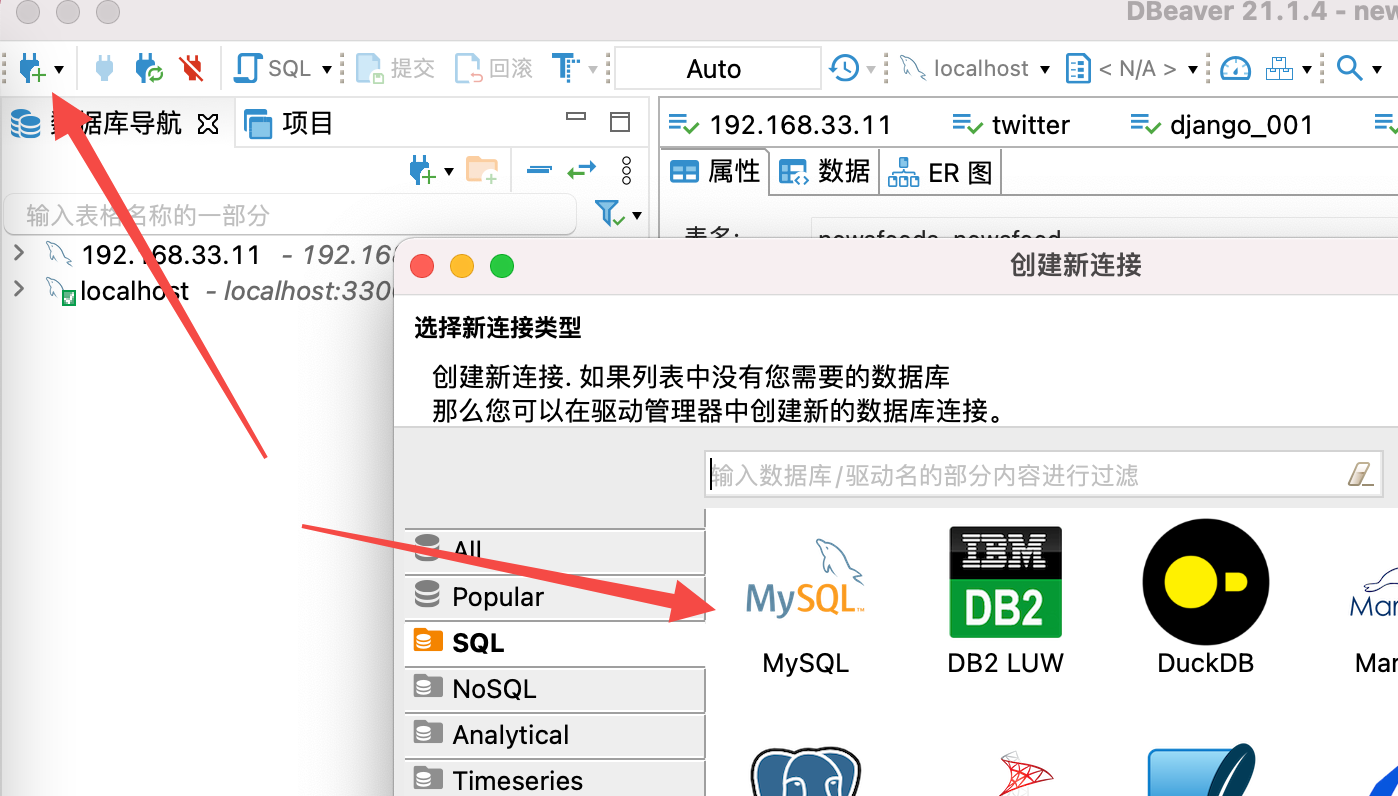 DBeaver 21.1.4 - new
SQL
提交
回滚
Auto
localhost
< N/A >
据库导航
项目
192.168.33.11
twitter
django_001
属性
数据
ER 图
输入表格名称的一部分
表名:
newsfeeds_newsfeed
192.168.33.11 - 192.168
localhost - localhost:330
创建新连接
选择新连接类型
创建新连接. 如果列表中没有您需要的数据库
那么您可以在驱动管理器中创建新的数据库连接。
输入数据库/驱动名的部分内容进行过滤
All
Popular
SQL
NoSQL
Analytical
Timeseries
MySQL
MySQL
IBM
DB2
DB2 LUW
DuckDB
Mar
Mar